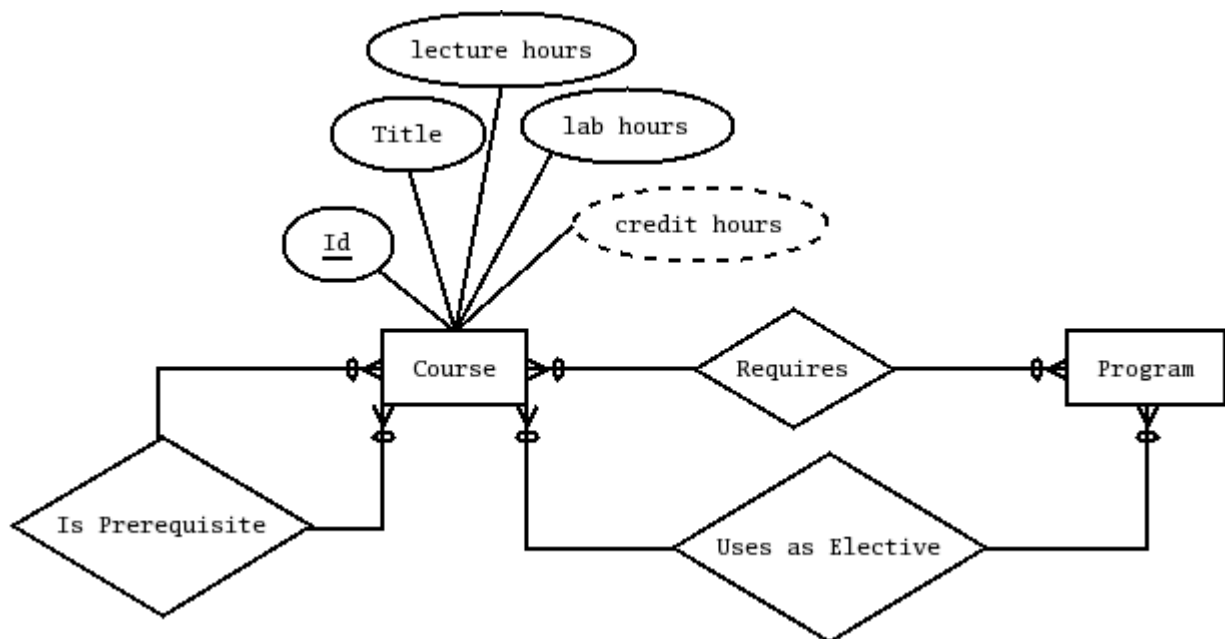 lecture hours
Title
lab hours
Id
credit hours
Course
Requires
Program
Is Prerequisite
Uses as Elective